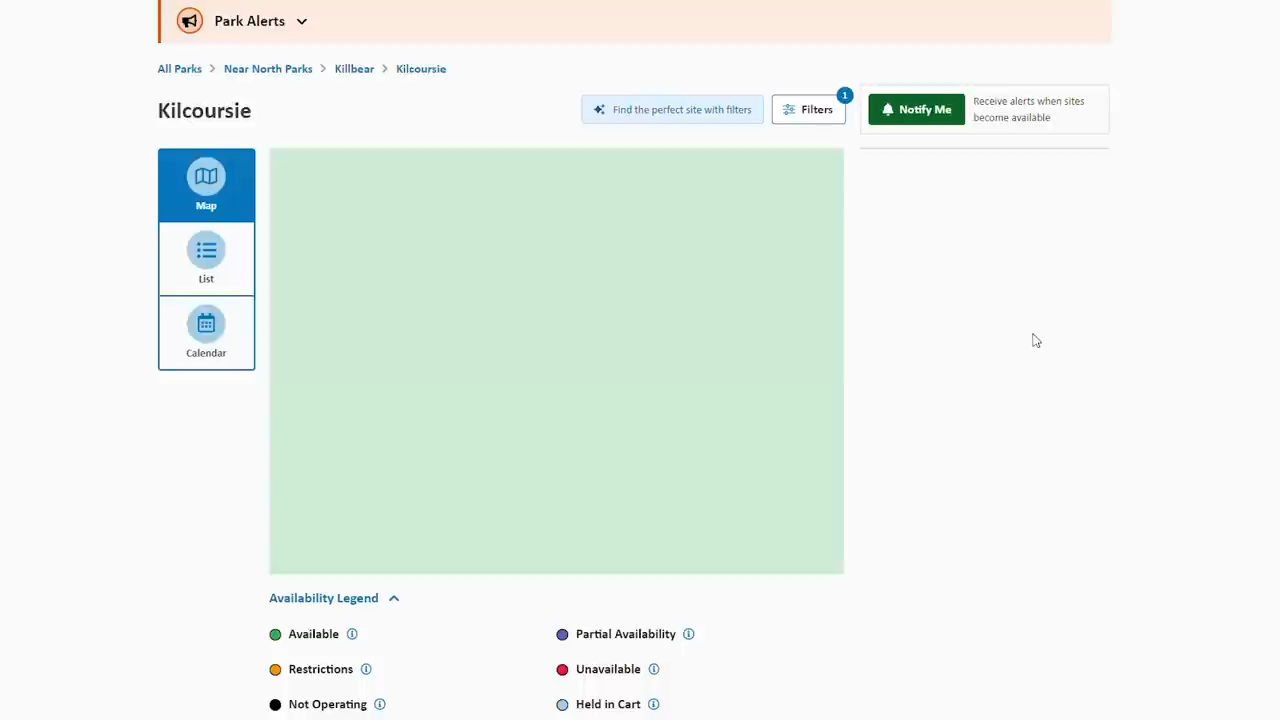 Park Alerts
All Parks > Near North Parks > Killbear > Kilcoursie
Kilcoursie
Find the perfect site with filters
Filters
1
Notify Me
Receive alerts when sites
become available
Map
List
Calendar
Availability Legend
Available
Partial Availability
Restrictions
Unavailable
Not Operating
Held in Cart